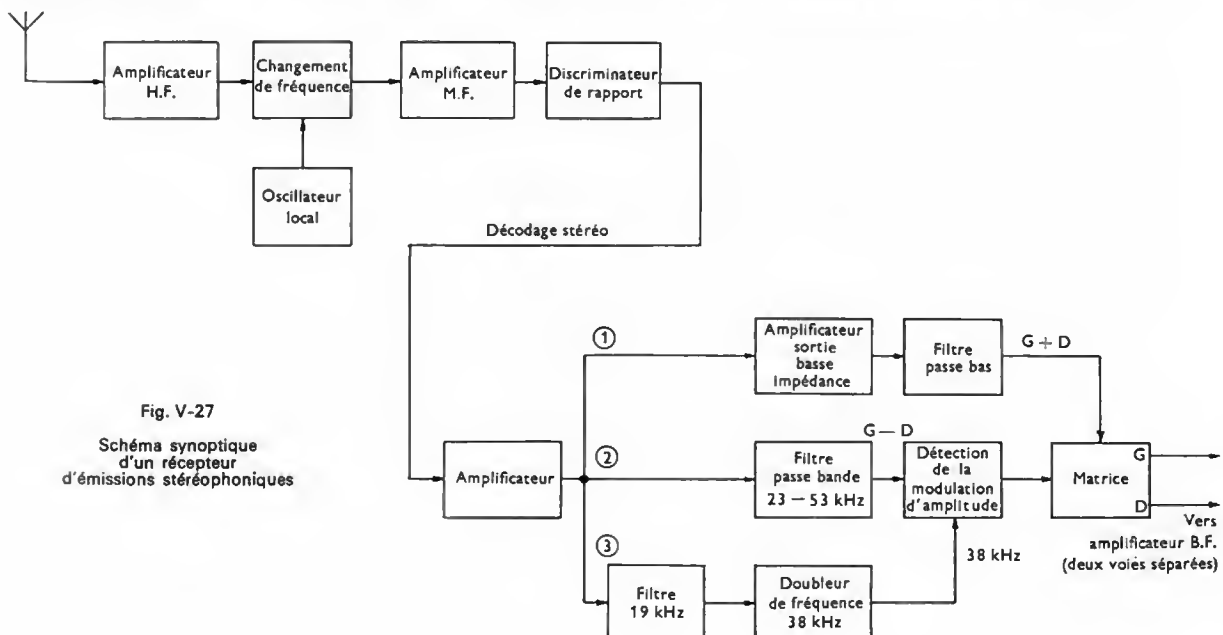 Amplificateur
H.F.
Changement
de fréquence
Amplificateur
M.F.
Discriminateur
de rapport
Oscillateur
local
Décodage stéréo
Fig. V-27
Schéma synoptique
d'un récepteur
d'émissions stéréophoniques
Amplificateur
①
Amplificateur
sortie
basse
impédance
Filtre
passe bas
G + D
②
Filtre
passe bande
23 – 53 kHz
G — D
Détection
de la
modulation
d'amplitude
Matrice
G
D
Vers
amplificateur B.F.
(deux voies séparées)
③
Filtre
19 kHz
Doubleur
de fréquence
38 kHz
38 kHz